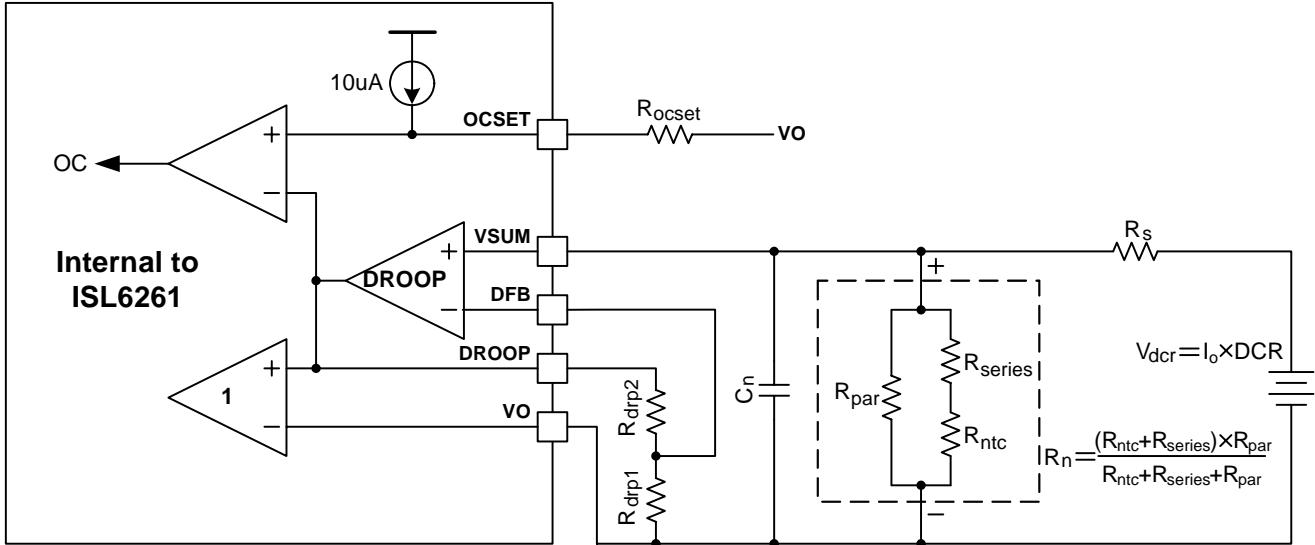 10uA
OCSET
Rocset
VO
+
OC
−
VSUM
Rs
+
+
Internal to
ISL6261
DROOP
DFB
−
DROOP
Vdcr=Io×DCR
+
Rseries
Rpar
Cn
1
Rdrp2
VO
Rntc
Rn=(Rntc+Rseries)×Rpar
Rntc+Rseries+Rpar
−
Rdrp1
−